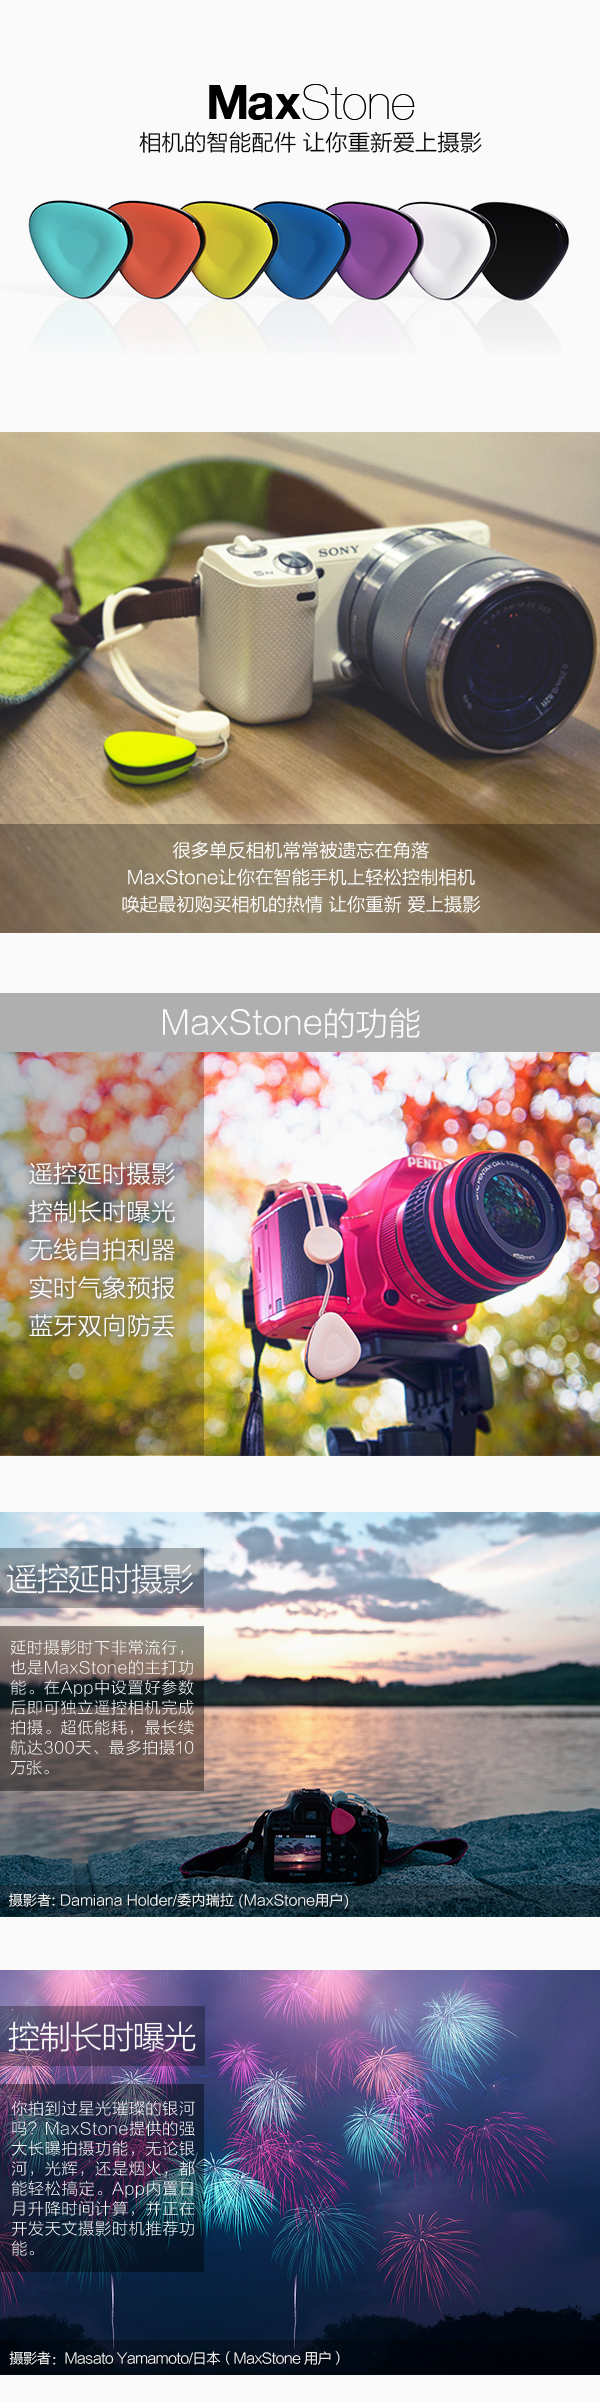 MaxStone
相机的智能配件 让你重新爱上摄影
SONY
很多单反相机常常被遗忘在角落
MaxStone让你在智能手机上轻松控制相机
唤起最初购买相机的热情 让你重新 爱上摄影
MaxStone的功能
遥控延时摄影
控制长时曝光
无线自拍利器
实时气象预报
蓝牙双向防丢
PENTA
遥控延时摄影
延时摄影时下非常流行，
也是MaxStone的主打功
能。在App中设置好参数
后即可独立遥控相机完成
拍摄。超低能耗，最长续
航达300天、最多拍摄10
万张。
摄影者: Damiana Holder/委内瑞拉 (MaxStone用户)
控制长时曝光
你拍到过星光璀璨的银河
吗？MaxStone提供的强
大长曝拍摄功能，无论银
河，光辉，还是烟火，都
能轻松搞定。App内置日
月升降时间计算，并正在
开发天文摄影时机推荐功
能。
摄影者：Masato Yamamoto/日本（MaxStone 用户）